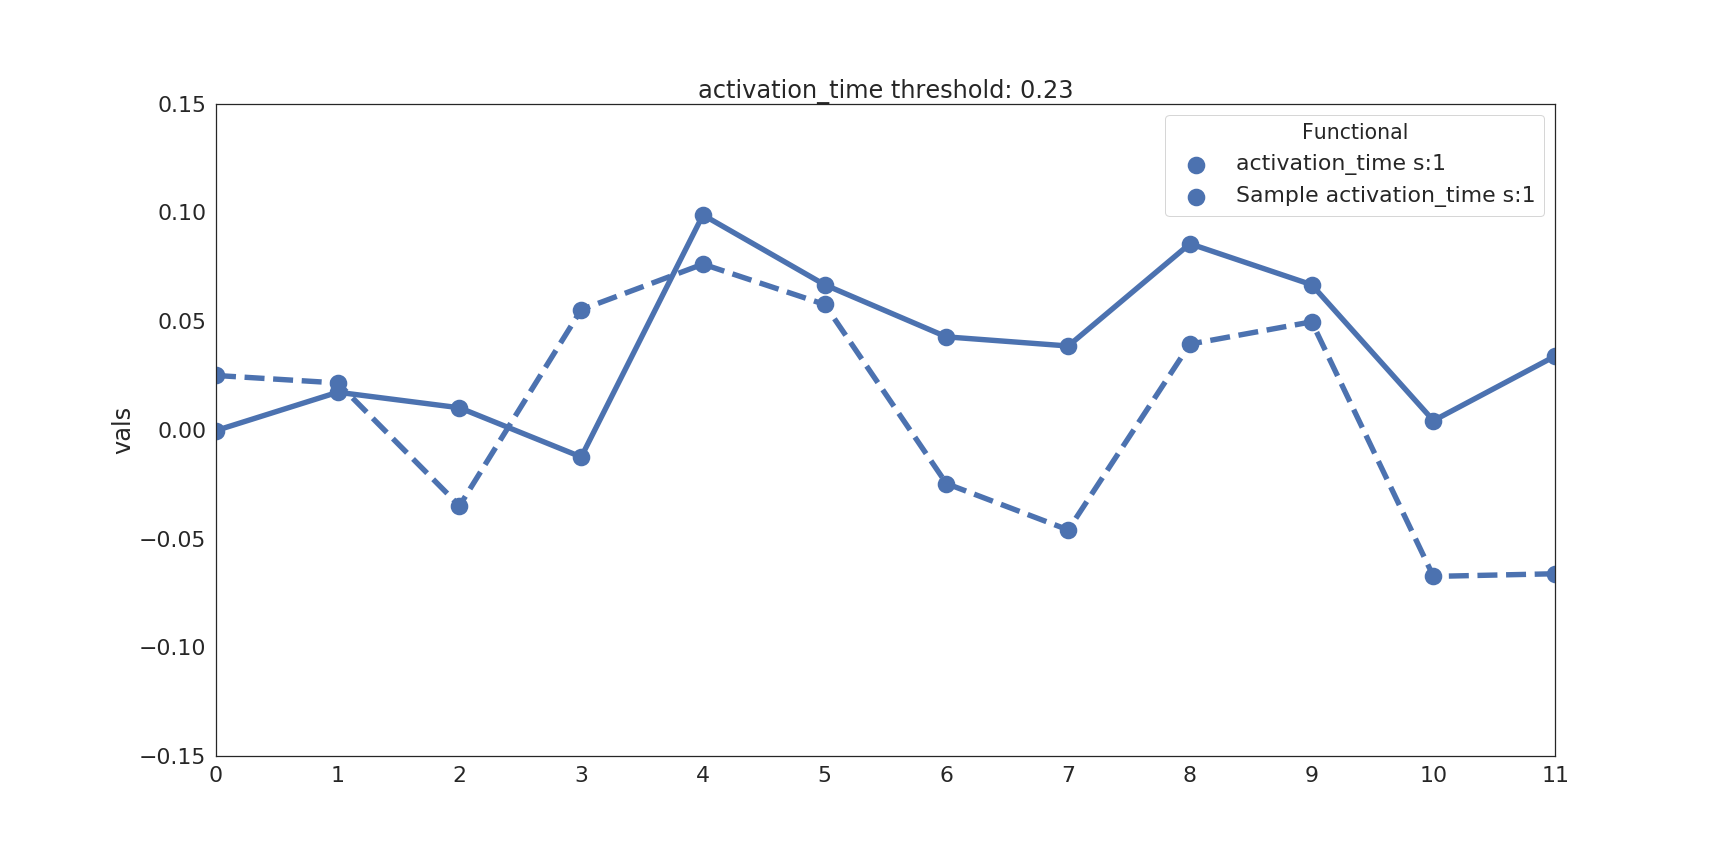 activation_time threshold: 0.23
Functional
activation_time s:1
Sample activation_time s:1
vals
0.15
0.10
0.05
0.00
−0.05
−0.10
−0.15
0 1 2 3 4 5 6 7 8 9 10 11